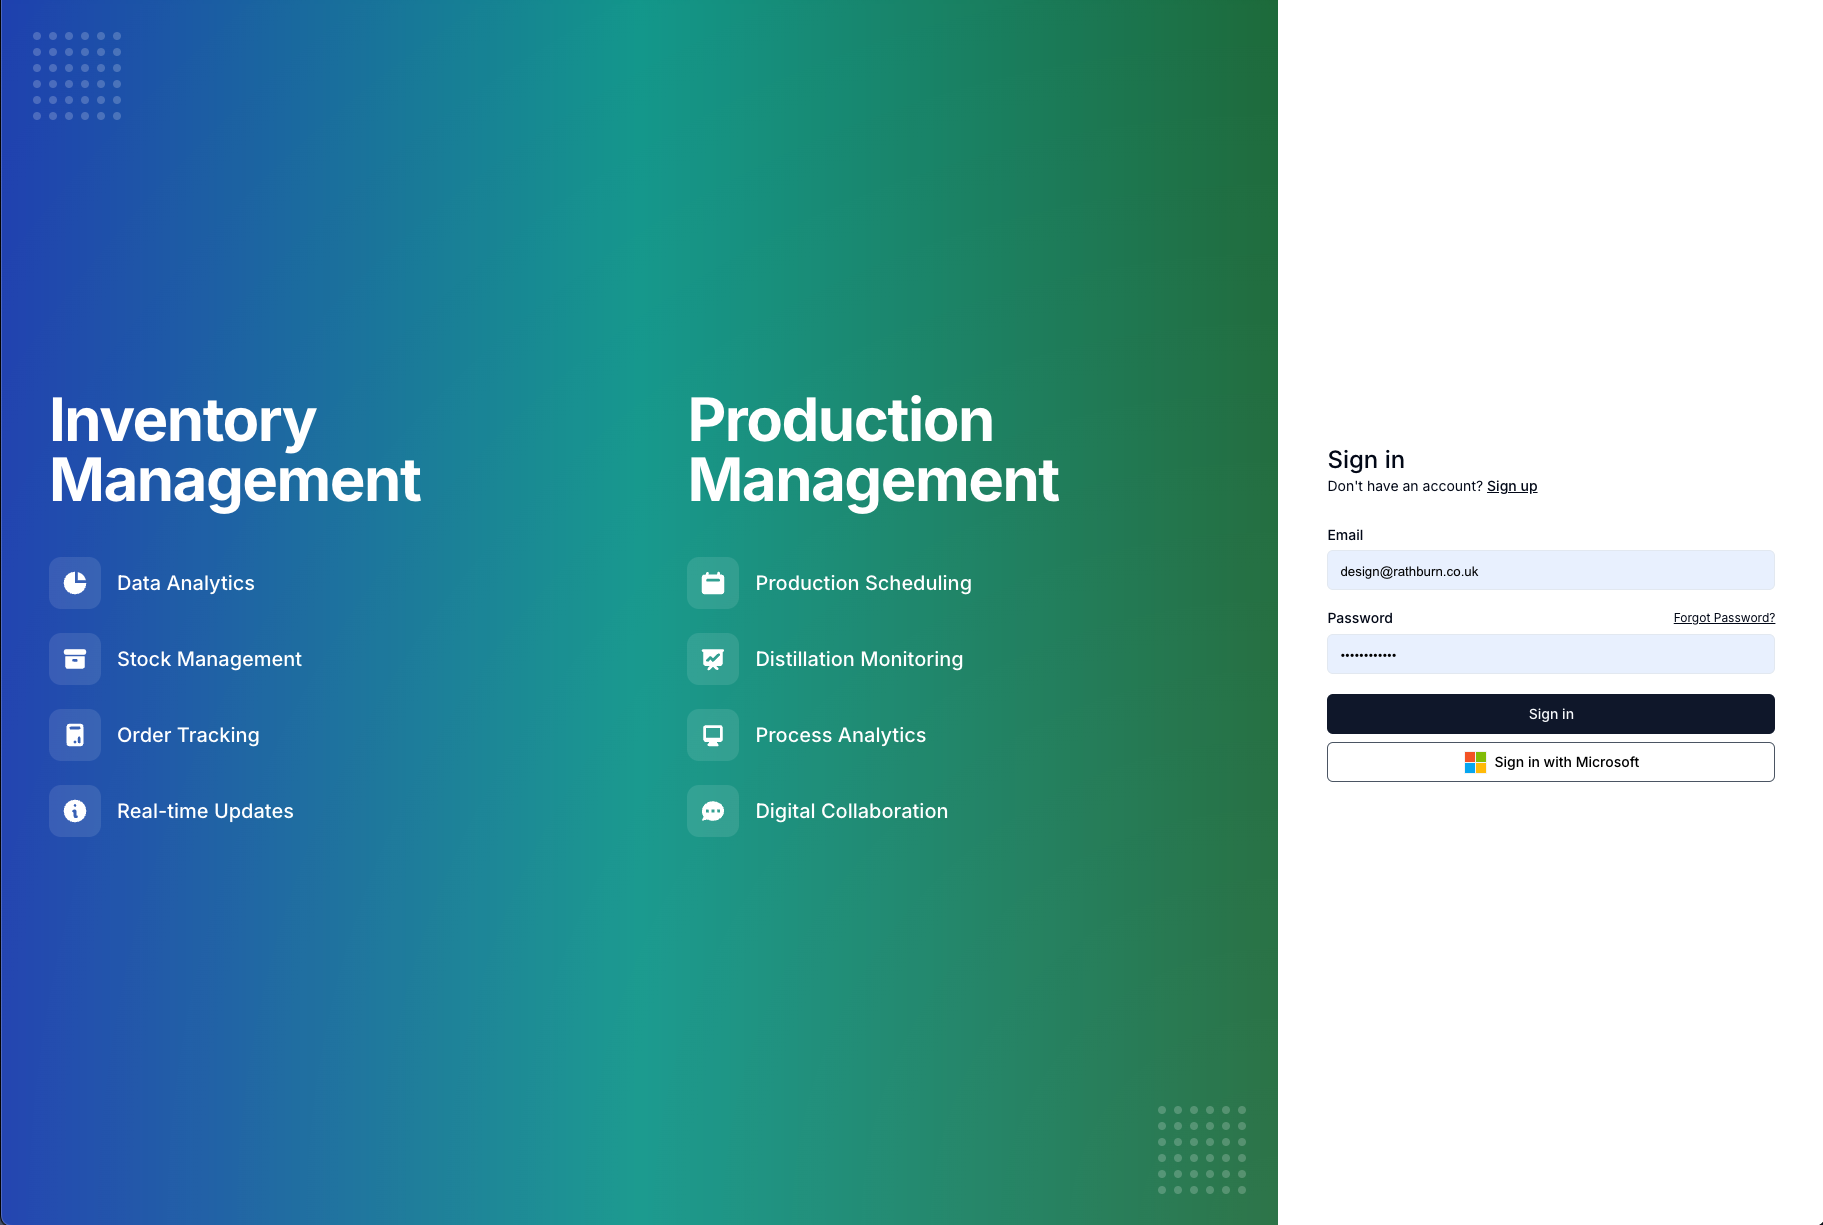 Inventory
Management
Data Analytics
Stock Management
Order Tracking
Real-time Updates
Production
Management
Production Scheduling
Distillation Monitoring
Process Analytics
Digital Collaboration
Sign in
Don't have an account? Sign up
Email
design@rathburn.co.uk
Password Forgot Password?
••••••••••••
Sign in
Sign in with Microsoft